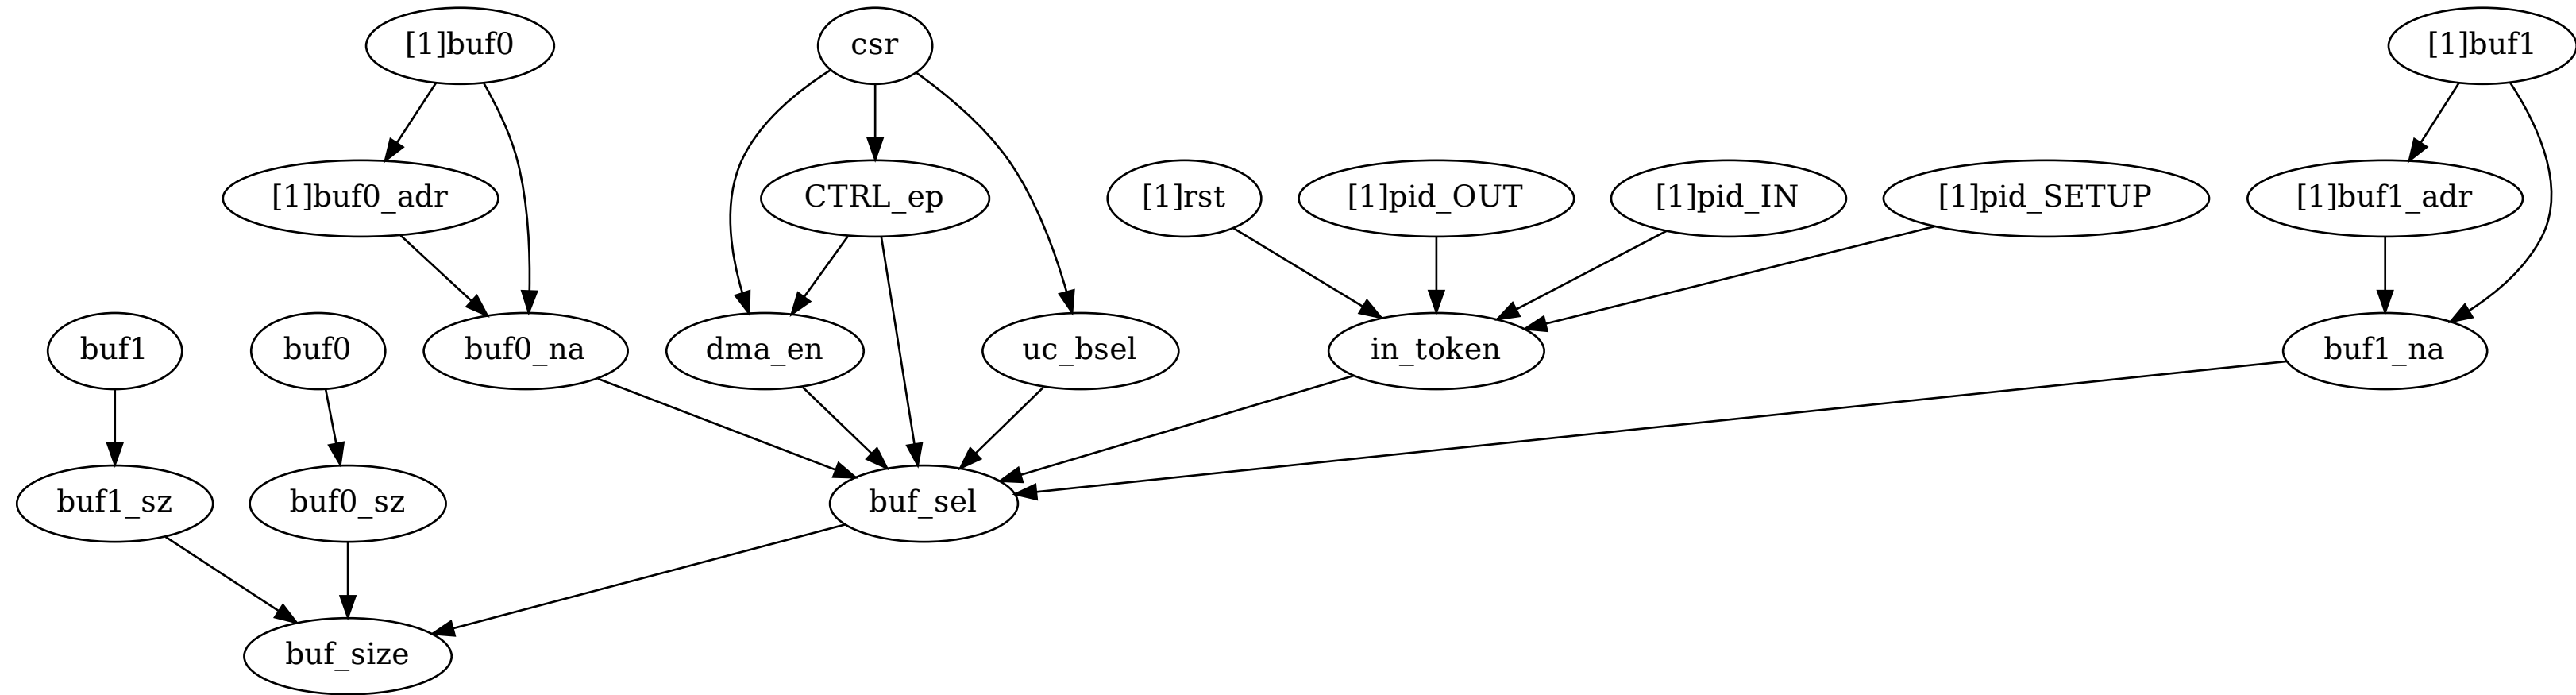 [1]buf0
csr
[1]buf1
[1]buf0_adr
CTRL_ep
[1]rst
[1]pid_OUT
[1]pid_IN
[1]pid_SETUP
[1]buf1_adr
buf1
buf0
buf0_na
dma_en
uc_bsel
in_token
buf1_na
buf1_sz
buf0_sz
buf_sel
buf_size